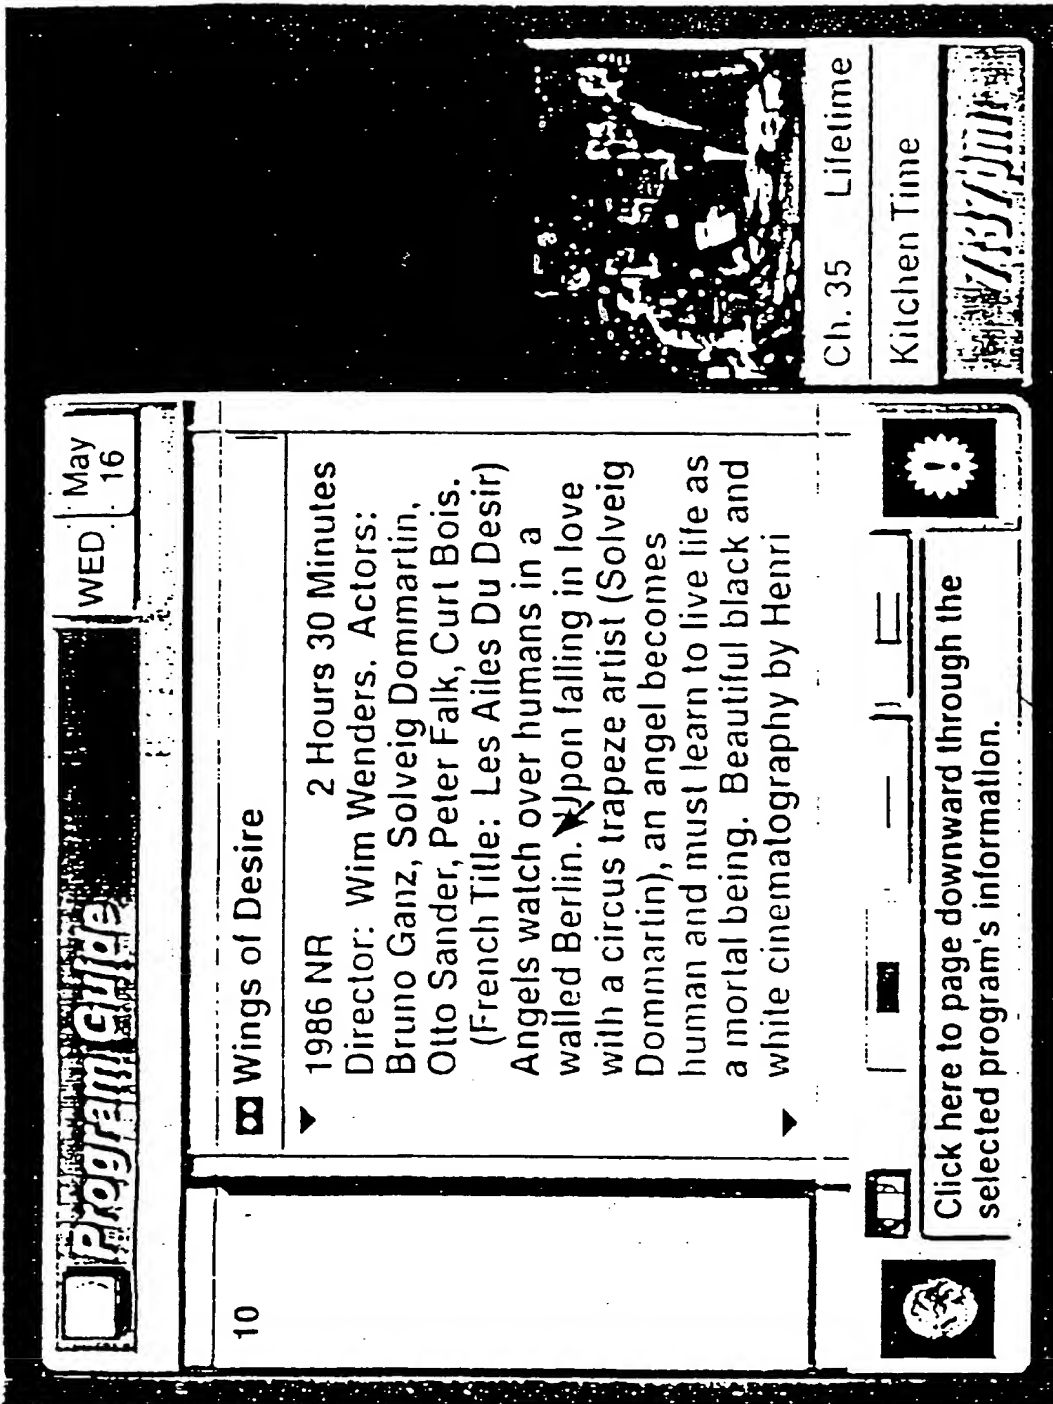 Program Guide
WED
May
16
10
Wings of Desire
1986 NR 2 Hours 30 Minutes
Director: Wim Wenders. Actors:
Bruno Ganz, Solveig Dommartin,
Otto Sander, Peter Falk, Curt Bois.
(French Title: Les Ailes Du Desir)
Angels watch over humans in a
walled Berlin. Upon falling in love
with a circus trapeze artist (Solveig
Dommartin), an angel becomes
human and must learn to live life as
a mortal being. Beautiful black and
white cinematography by Henri
!
Click here to page downward through the
selected program's information.
Ch. 35 Lifetime
Kitchen Time